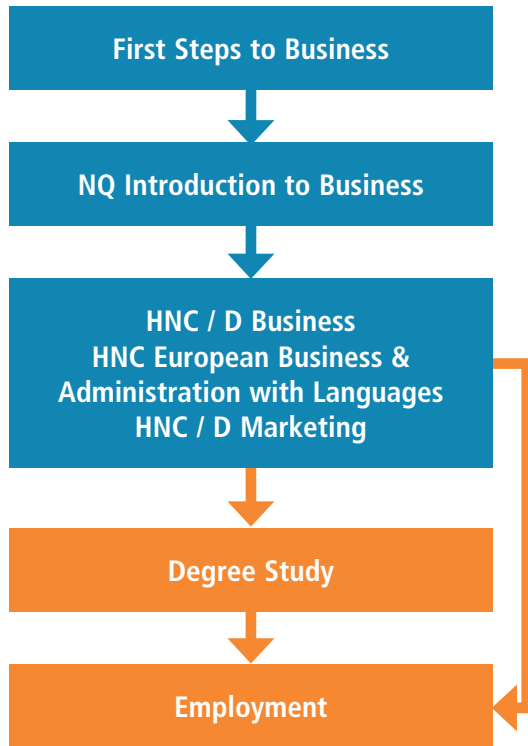 First Steps to Business
NQ Introduction to Business
HNC / D Business
HNC European Business &
Administration with Languages
HNC / D Marketing
Degree Study
Employment